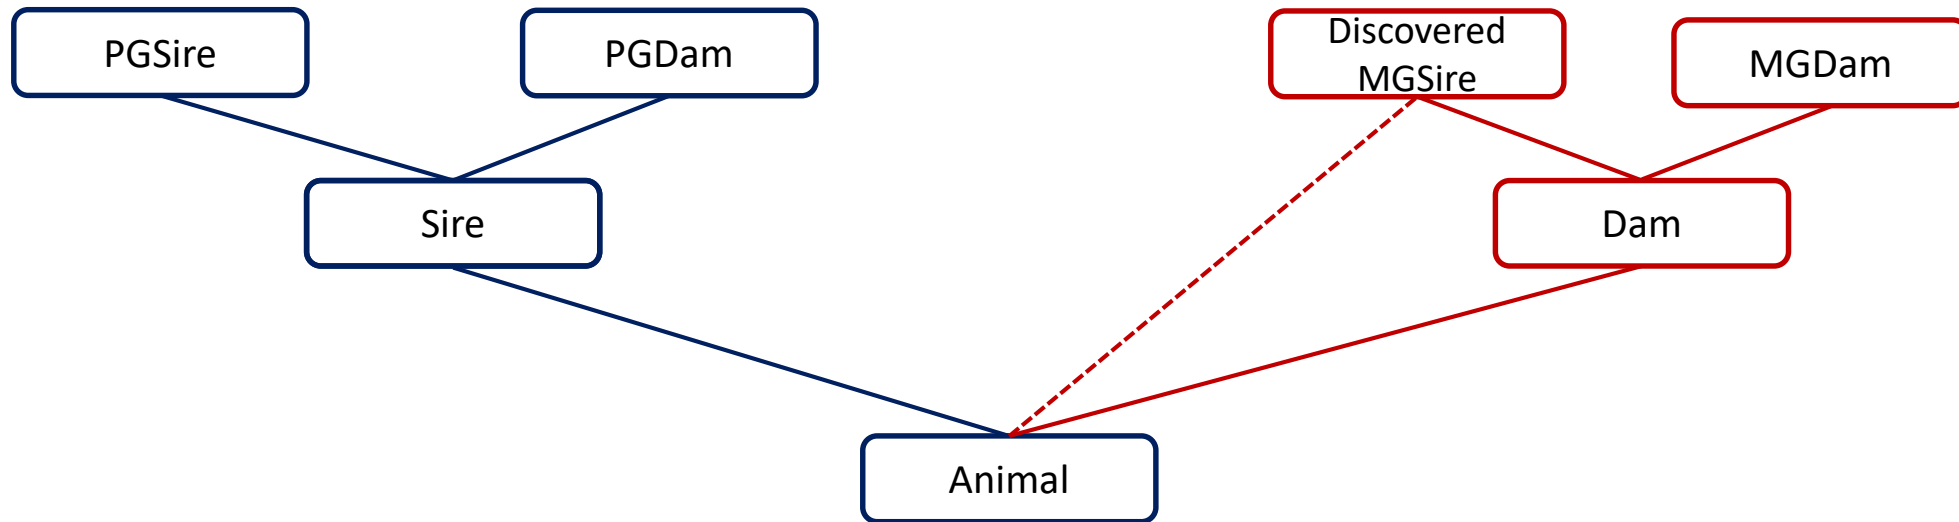 PGSire
PGDam
Discovered
MGSire
MGDam
Sire
Dam
Animal